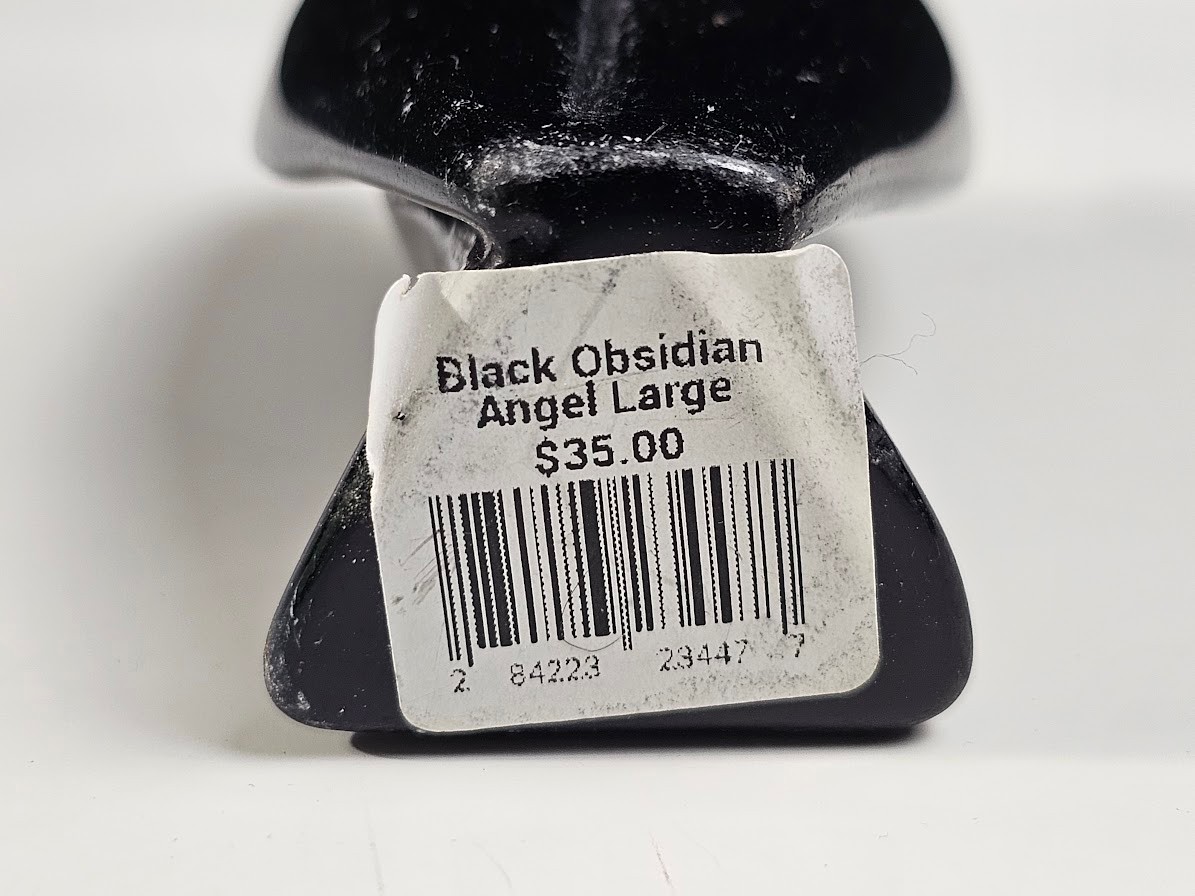 Black Obsidian
Angel Large
$35.00
2 84223 23447 7